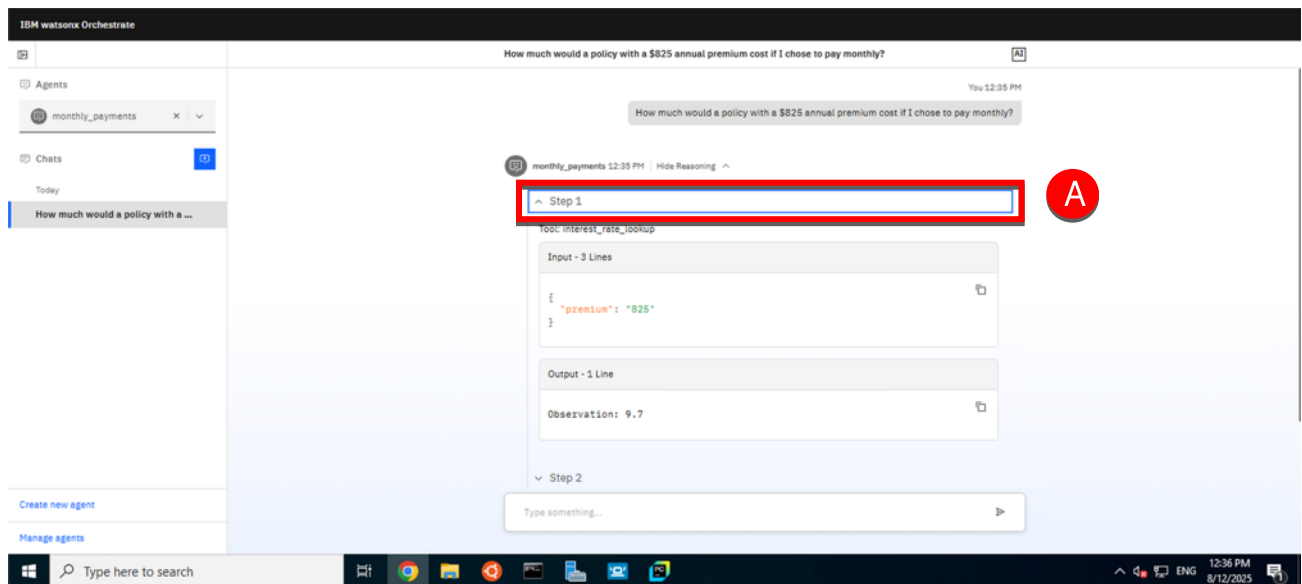 IBM watsonx Orchestrate
How much would a policy with a $825 annual premium cost if I chose to pay monthly?
AI
Agents
monthly_payments
Chats
Today
How much would a policy with a ...
Create new agent
Manage agents
You 12:35 PM
How much would a policy with a $825 annual premium cost if I chose to pay monthly?
monthly_payments 12:35 PM | Hide Reasoning
Step 1
A
Tool: interest_rate_lookup
Input - 3 Lines
{
"premium": "825"
}
Output - 1 Line
Observation: 9.7
Step 2
Type something...
Type here to search
PC
ENG
12:36 PM
8/12/2025
1